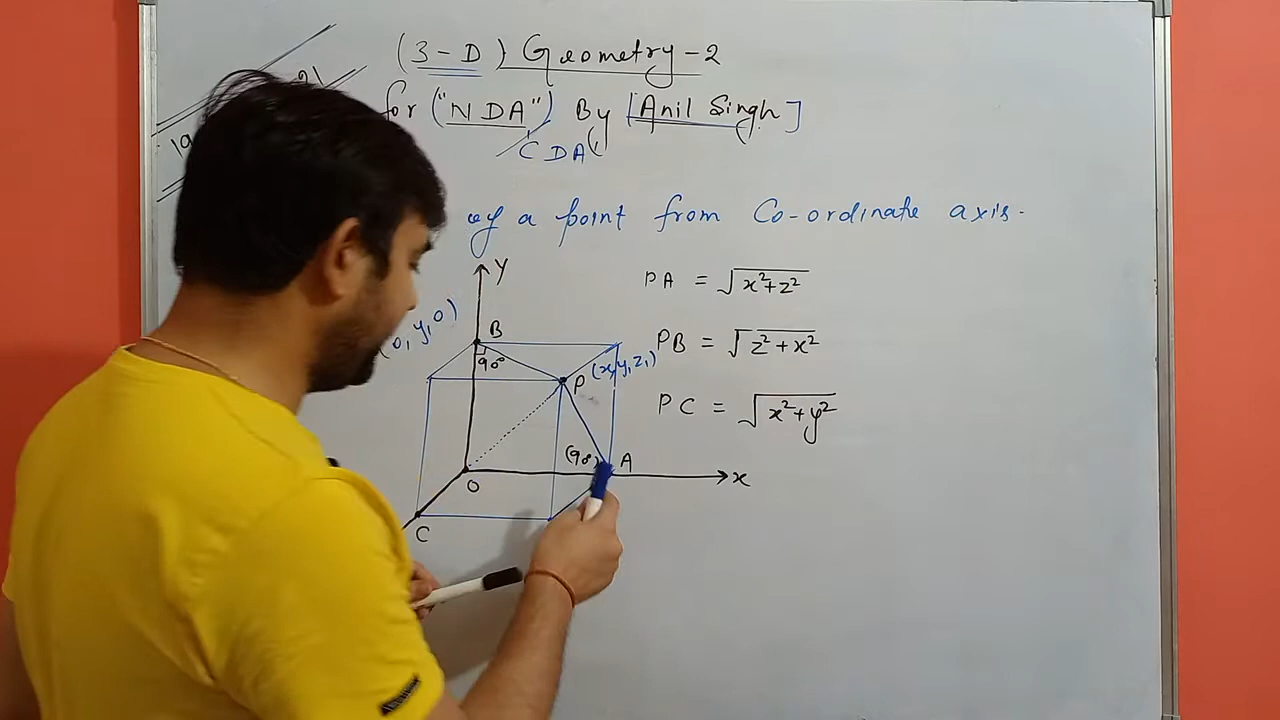 (3-D) Geometry-2
for ("NDA") By [Anil Singh]
CDA
of a point from Co-ordinate axis.
Y
PA = √x²+z²
(0, y, 0)
B
PB = √z²+x²
90°
P (x, y, z)
PC = √x²+y²
(90°)
A
O
x
C